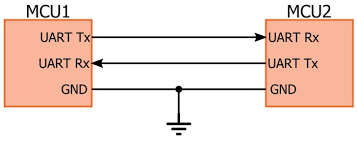 MCU1
MCU2
UART Tx
UART Rx
UART Rx
UART Tx
GND
GND